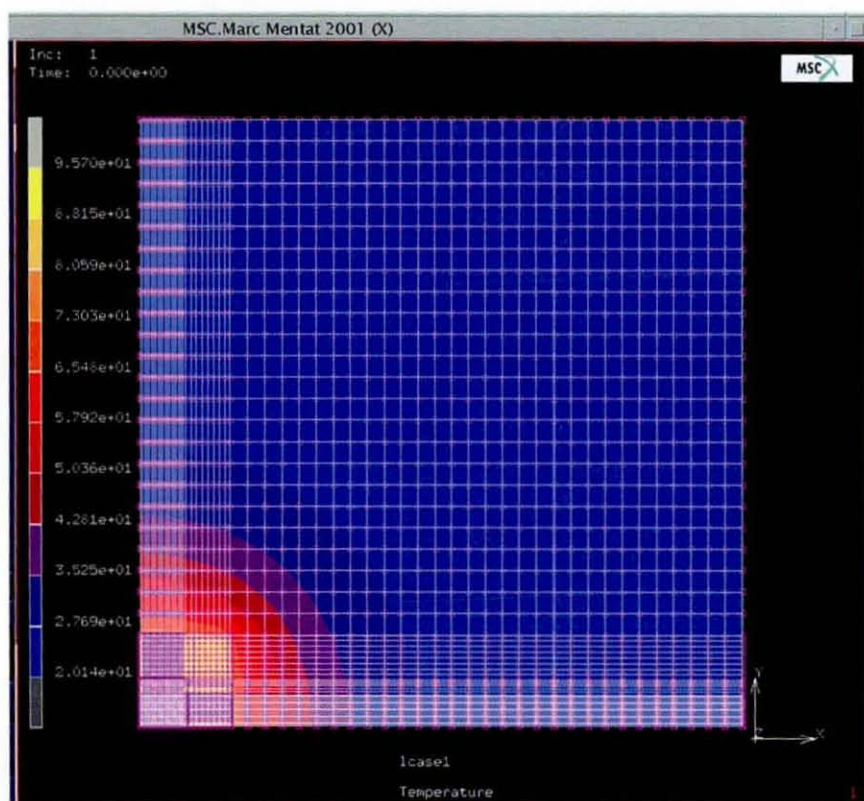 MSC.Marc Mentat 2001 (X)
Inc: 1
Time: 0.000e+00
MSC
9.570e+01
8.815e+01
8.059e+01
7.303e+01
6.548e+01
5.792e+01
5.036e+01
4.281e+01
3.525e+01
2.769e+01
2.014e+01
Y
Z
X
lcase1
Temperature
1